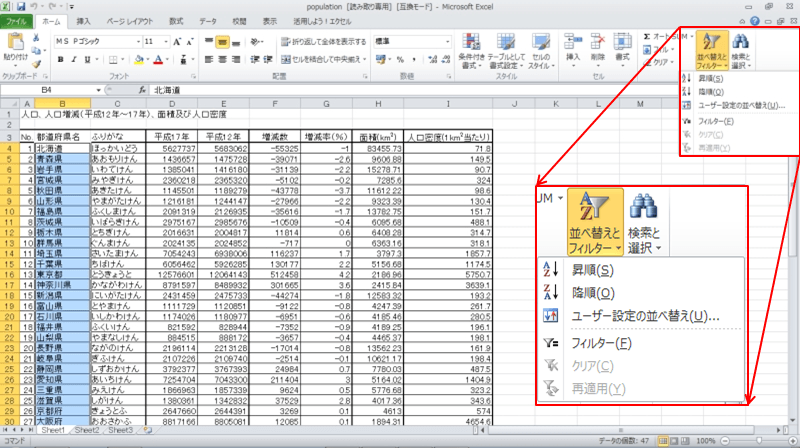 population [読み取り専用] [互換モード] - Microsoft Excel
ファイル ホーム 挿入 ページ レイアウト 数式 データ 校閲 表示 活用しよう！エクセル
MS Pゴシック 11 折り返して全体を表示する 標準 オート SUM
貼り付け B I U セルを結合して中央揃え 条件付き書式 テーブルとして書式設定 セルのスタイル 挿入 削除 書式 フィル クリア 並べ替えとフィルター 検索と選択
昇順(S)
降順(O)
ユーザー設定の並べ替え(U)...
フィルター(F)
クリア(C)
再適用(Y)
B4 fx 北海道
A B C D E F G H I J K L M
1 人口、人口増減(平成12年～17年)、面積及び人口密度
2
3 No. 都道府県名 ふりがな 平成17年 平成12年 増減数 増減率(%) 面積(km²) 人口密度(1km²当たり)
4 1 北海道 ほっかいどう 5627737 5683062 -55325 -1 83455.73 71.8
5 2 青森県 あおもりけん 1436657 1475728 -39071 -2.6 9606.88 149.5
6 3 岩手県 いわてけん 1385041 1416180 -31139 -2.2 15278.71 90.7
7 4 宮城県 みやぎけん 2360218 2365320 -5102 -0.2 7285.6 324
8 5 秋田県 あきたけん 1145501 1189279 -43778 -3.7 11612.22 98.6
9 6 山形県 やまがたけん 1216181 1244147 -27966 -2.2 9323.39 130.4
10 7 福島県 ふくしまけん 2091319 2126935 -35616 -1.7 13782.75 151.7
11 8 茨城県 いばらぎけん 2975167 2985676 -10509 -0.4 6095.68 488.1
12 9 栃木県 とちぎけん 2016631 2004817 11814 0.6 6408.28 314.7
13 10 群馬県 ぐんまけん 2024135 2024852 -717 0 6363.16 318.1
14 11 埼玉県 さいたまけん 7054243 6938006 116237 1.7 3797.3 1857.7
15 12 千葉県 ちばけん 6056462 5926285 130177 2.2 5156.68 1174.5
16 13 東京都 とうきょうと 12576601 12064143 512458 4.2 2186.96 5750.7
17 14 神奈川県 かながわけん 8791597 8489932 301665 3.6 2415.84 3639.1
18 15 新潟県 にいがたけん 2431459 2475733 -44274 -1.8 12583.32 193.2
19 16 富山県 とやまけん 1111729 1120851 -9122 -0.8 4247.39 261.7
20 17 石川県 いしかわけん 1174026 1180977 -6951 -0.6 4185.46 280.5
21 18 福井県 ふくいけん 821592 828944 -7352 -0.9 4189.25 196.1
22 19 山梨県 やまなしけん 884515 888172 -3657 -0.4 4465.37 198.1
23 20 長野県 ながのけん 2196114 2213128 -17014 -0.8 13562.23 161.9
24 21 岐阜県 ぎふけん 2107226 2109740 -2514 -0.1 10621.17 198.4
25 22 静岡県 しずおかけん 3792377 3767393 24984 0.7 7780.03 487.5
26 23 愛知県 あいちけん 7254704 7043300 211404 3 5164.02 1404.9
27 24 三重県 みえけん 1866963 1857339 9624 0.5 5776.68 323.2
28 25 滋賀県 しがけん 1380361 1342832 37529 2.8 4017.36 343.6
29 26 京都府 きょうとふ 2647660 2644391 3269 0.1 4613 574
30 27 大阪府 おおさかふ 8817166 8805081 12085 0.1 1894.31 4654.6
UM
並べ替えとフィルター 検索と選択
昇順(S)
降順(O)
ユーザー設定の並べ替え(U)...
フィルター(F)
クリア(C)
再適用(Y)
Sheet1 Sheet2 Sheet3
コマンド データの個数: 47 100%